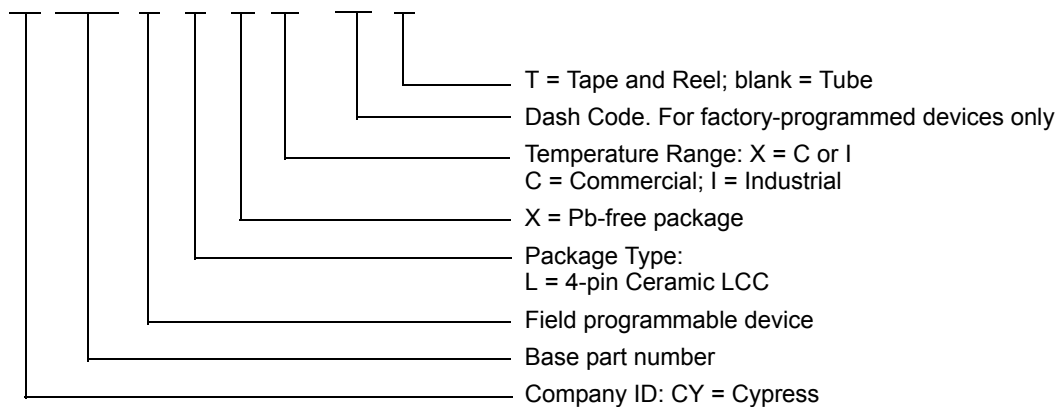 T = Tape and Reel; blank = Tube
Dash Code. For factory-programmed devices only
Temperature Range: X = C or I
C = Commercial; I = Industrial
X = Pb-free package
Package Type:
L = 4-pin Ceramic LCC
Field programmable device
Base part number
Company ID: CY = Cypress